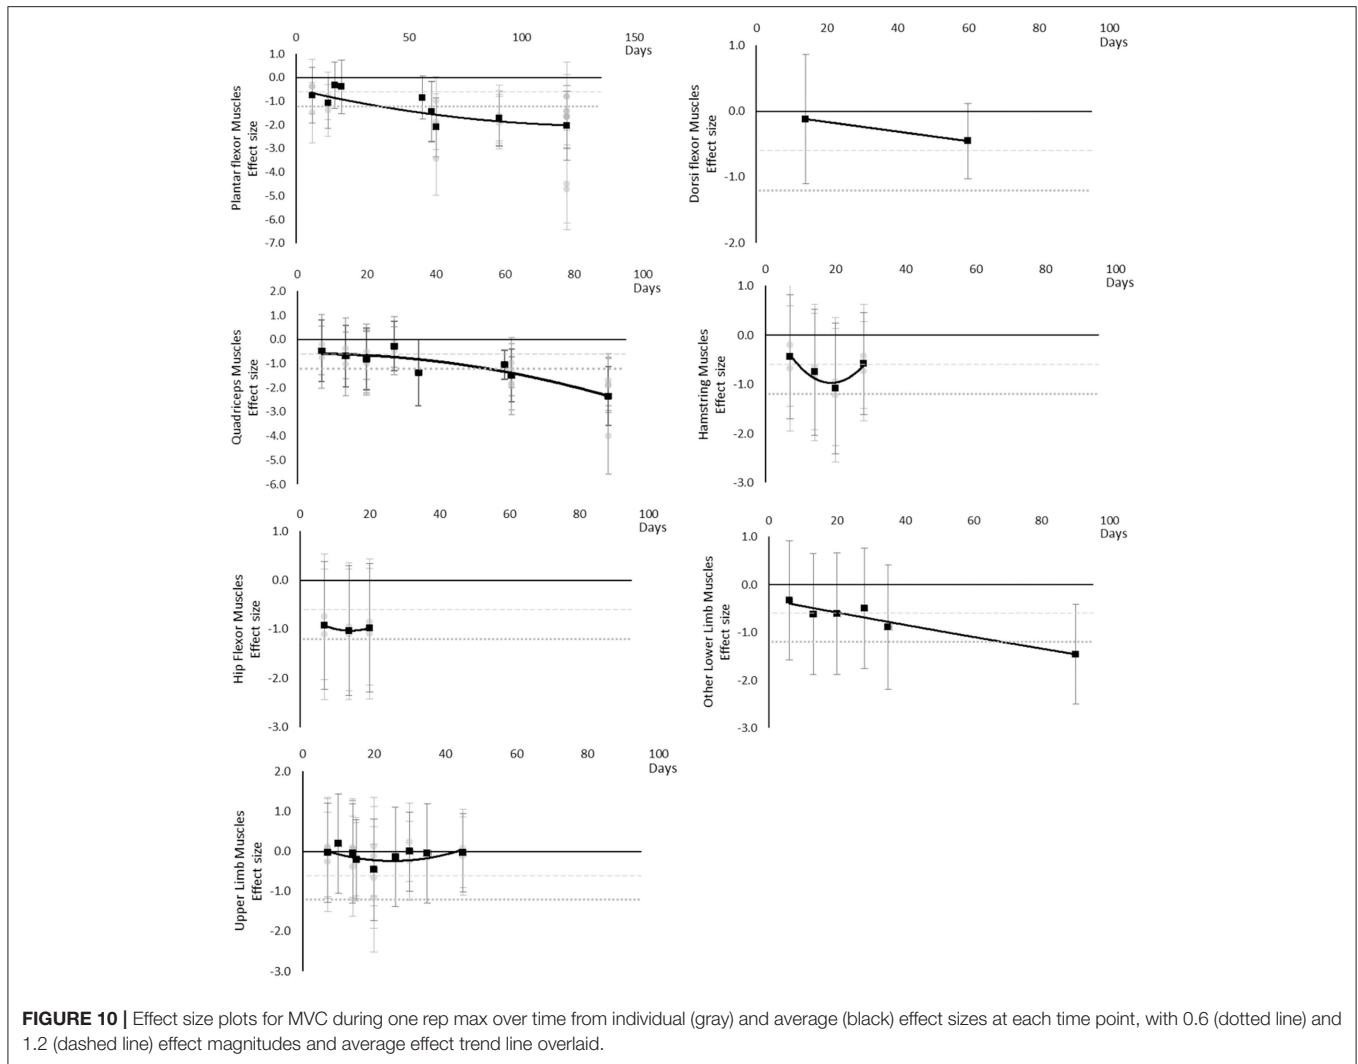 0 50 100 150
Days
1.0
0.0
-1.0
-2.0
-3.0
-4.0
-5.0
-6.0
-7.0
Plantar flexor Muscles
Effect size
0 20 40 60 80 100
Days
1.0
0.0
-1.0
-2.0
Dorsi flexor Muscles
Effect size
0 20 40 60 80 100
Days
2.0
1.0
0.0
-1.0
-2.0
-3.0
-4.0
-5.0
-6.0
Quadriceps Muscles
Effect size
0 20 40 60 80 100
Days
1.0
0.0
-1.0
-2.0
-3.0
Hamstring Muscles
Effect size
0 20 40 60 80 100
Days
1.0
0.0
-1.0
-2.0
-3.0
Hip Flexor Muscles
Effect size
0 20 40 60 80 100
Days
1.0
0.0
-1.0
-2.0
-3.0
Other Lower Limb Muscles
Effect size
0 20 40 60 80 100
Days
2.0
1.0
0.0
-1.0
-2.0
-3.0
Upper Limb Muscles
Effect size
FIGURE 10 | Effect size plots for MVC during one rep max over time from individual (gray) and average (black) effect sizes at each time point, with 0.6 (dotted line) and
1.2 (dashed line) effect magnitudes and average effect trend line overlaid.